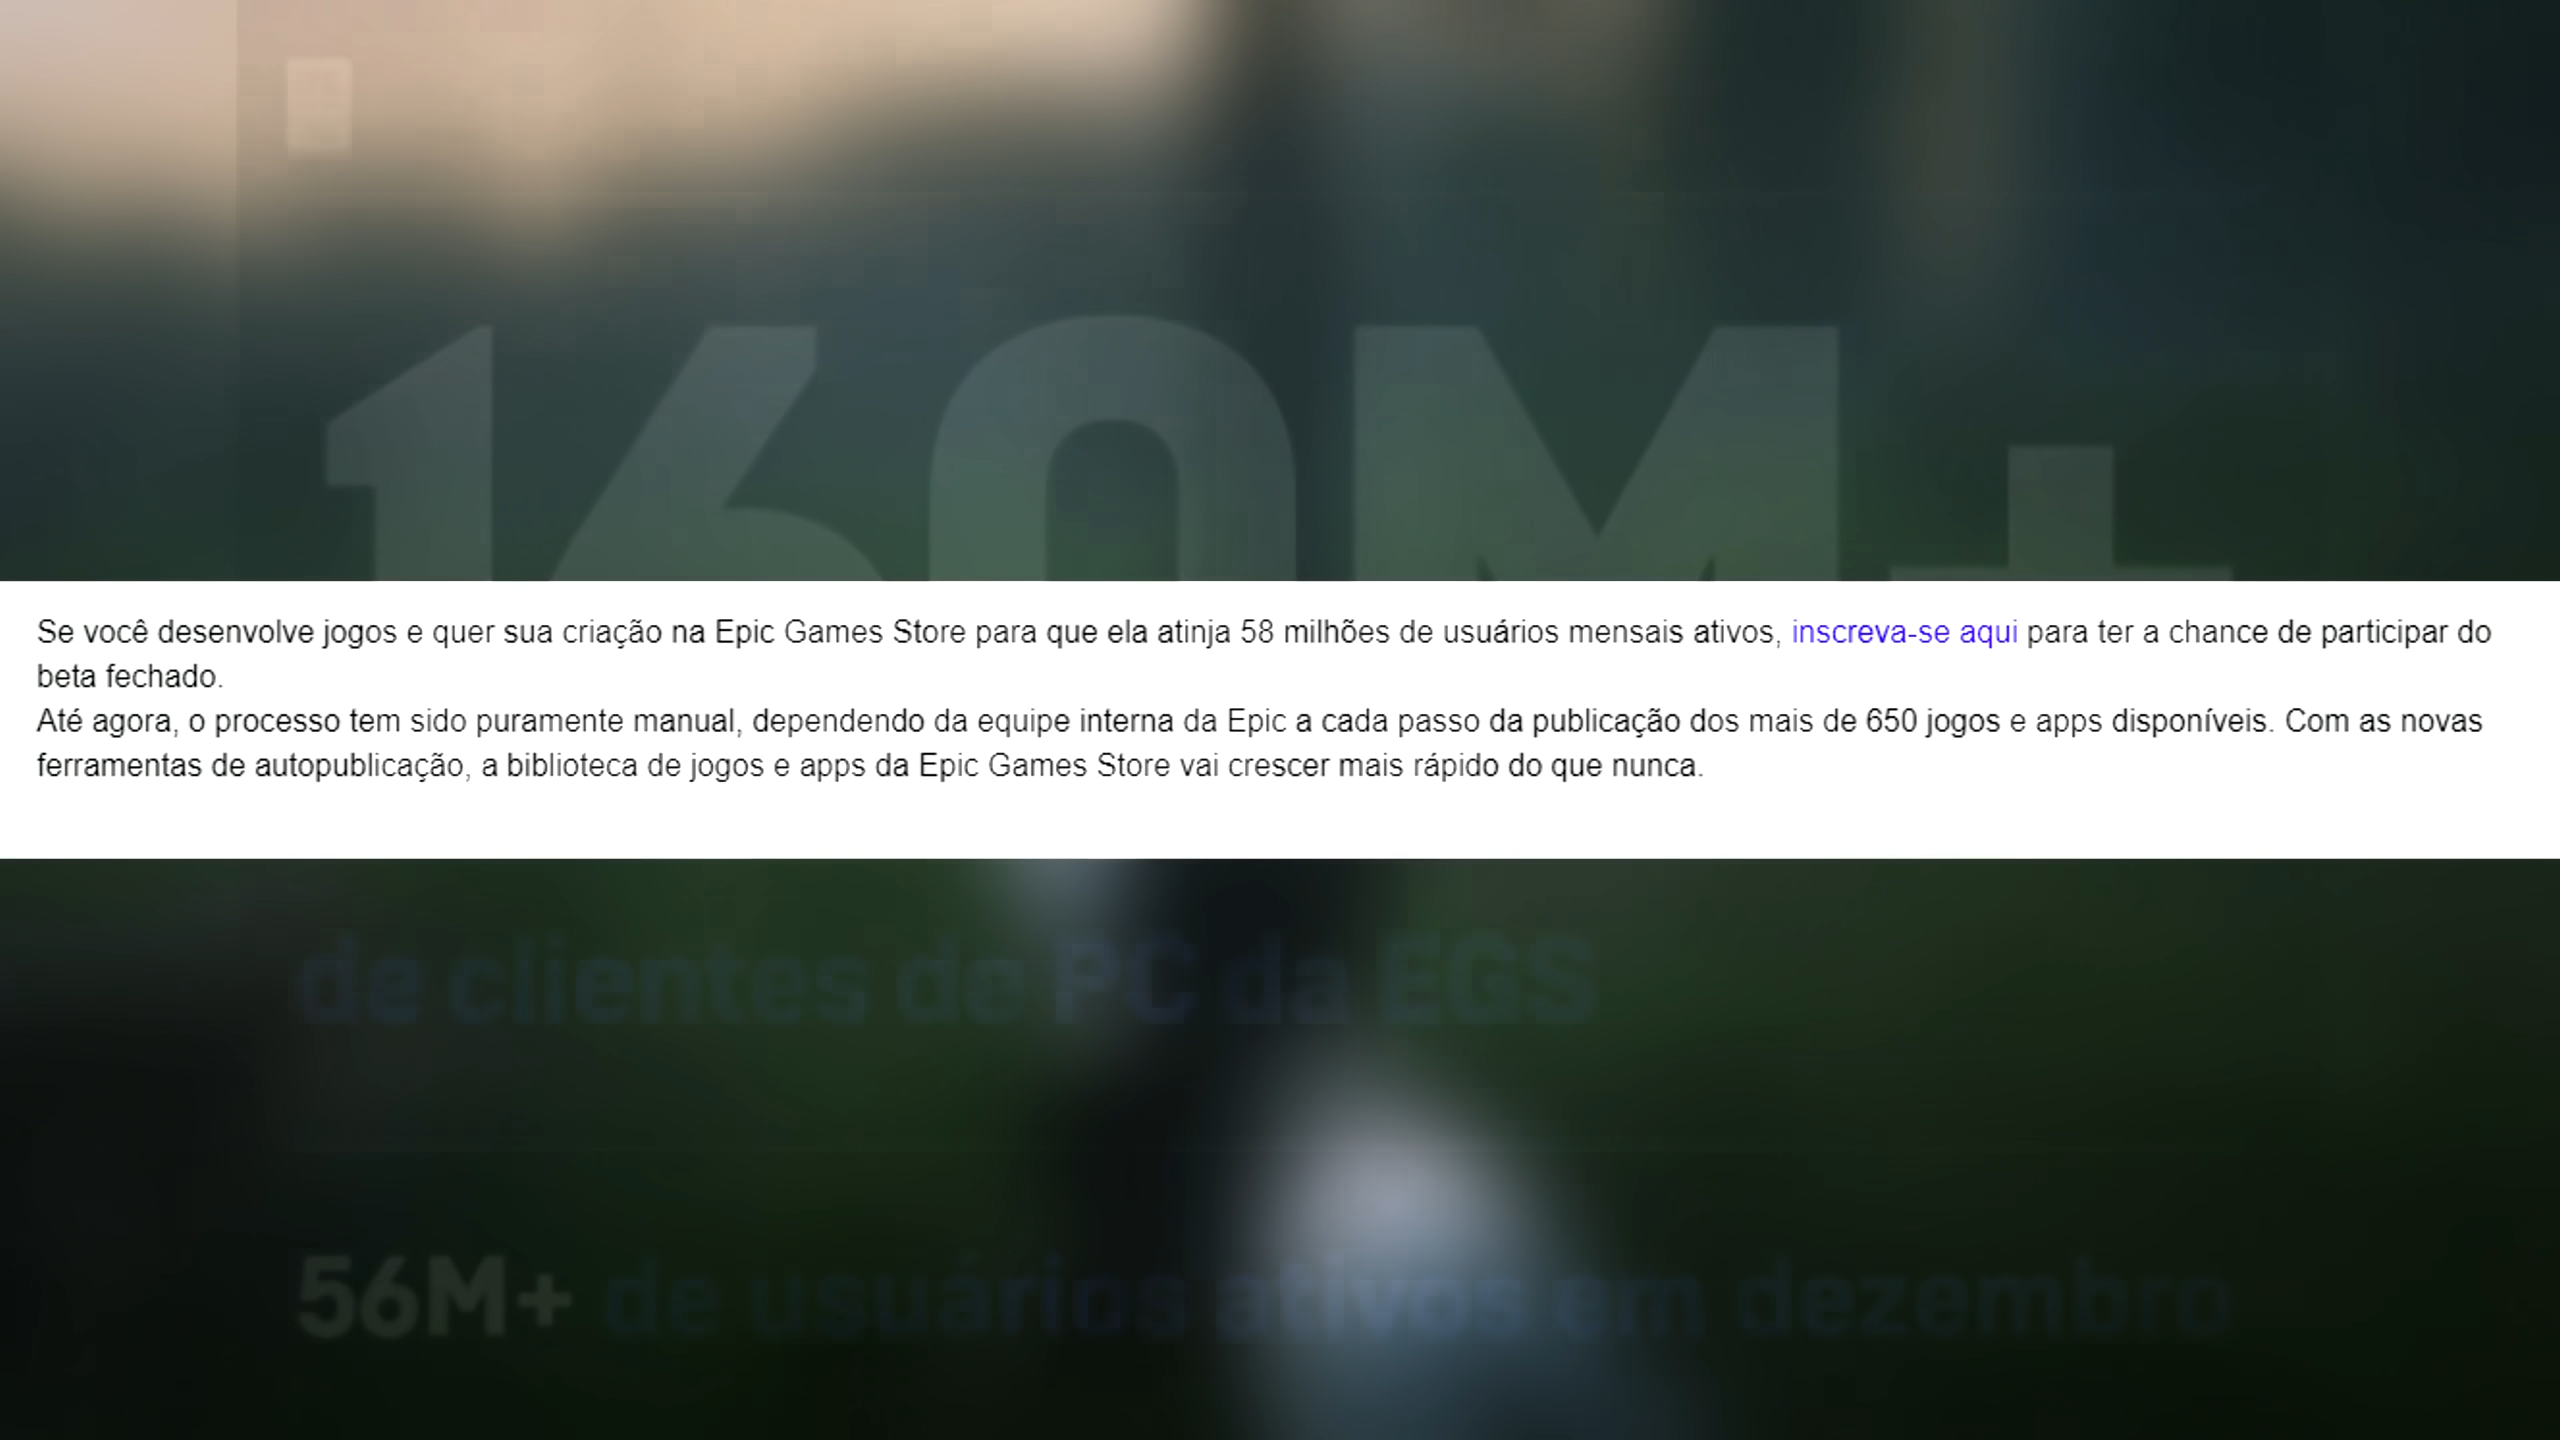 160M+
Se você desenvolve jogos e quer sua criação na Epic Games Store para que ela atinja 58 milhões de usuários mensais ativos, inscreva-se aqui para ter a chance de participar do
beta fechado.
Até agora, o processo tem sido puramente manual, dependendo da equipe interna da Epic a cada passo da publicação dos mais de 650 jogos e apps disponíveis. Com as novas
ferramentas de autopublicação, a biblioteca de jogos e apps da Epic Games Store vai crescer mais rápido do que nunca.
de clientes de PC da EGS
56M+ de usuários ativos em dezembro